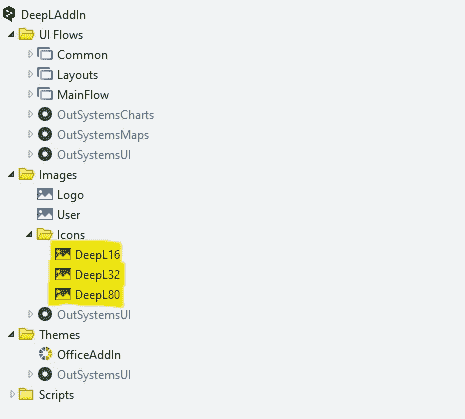 DeepLAddIn
UI Flows
Common
Layouts
MainFlow
OutSystemsCharts
OutSystemsMaps
OutSystemsUI
Images
Logo
User
Icons
DeepL16
DeepL32
DeepL80
OutSystemsUI
Themes
OfficeAddIn
OutSystemsUI
Scripts